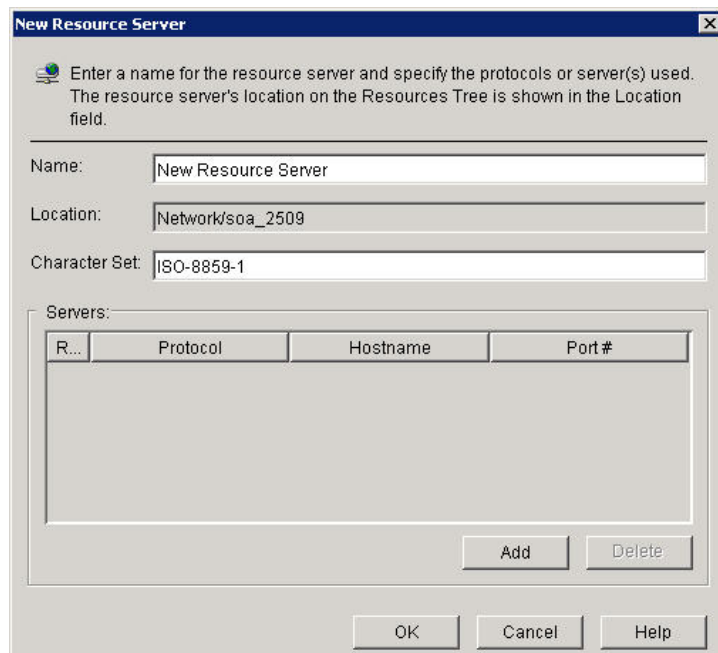 New Resource Server
Enter a name for the resource server and specify the protocols or server(s) used.
The resource server's location on the Resources Tree is shown in the Location
field.
Name: New Resource Server
Location: Network/soa_2509
Character Set: ISO-8859-1
Servers:
R... Protocol Hostname Port #
Add Delete
OK Cancel Help